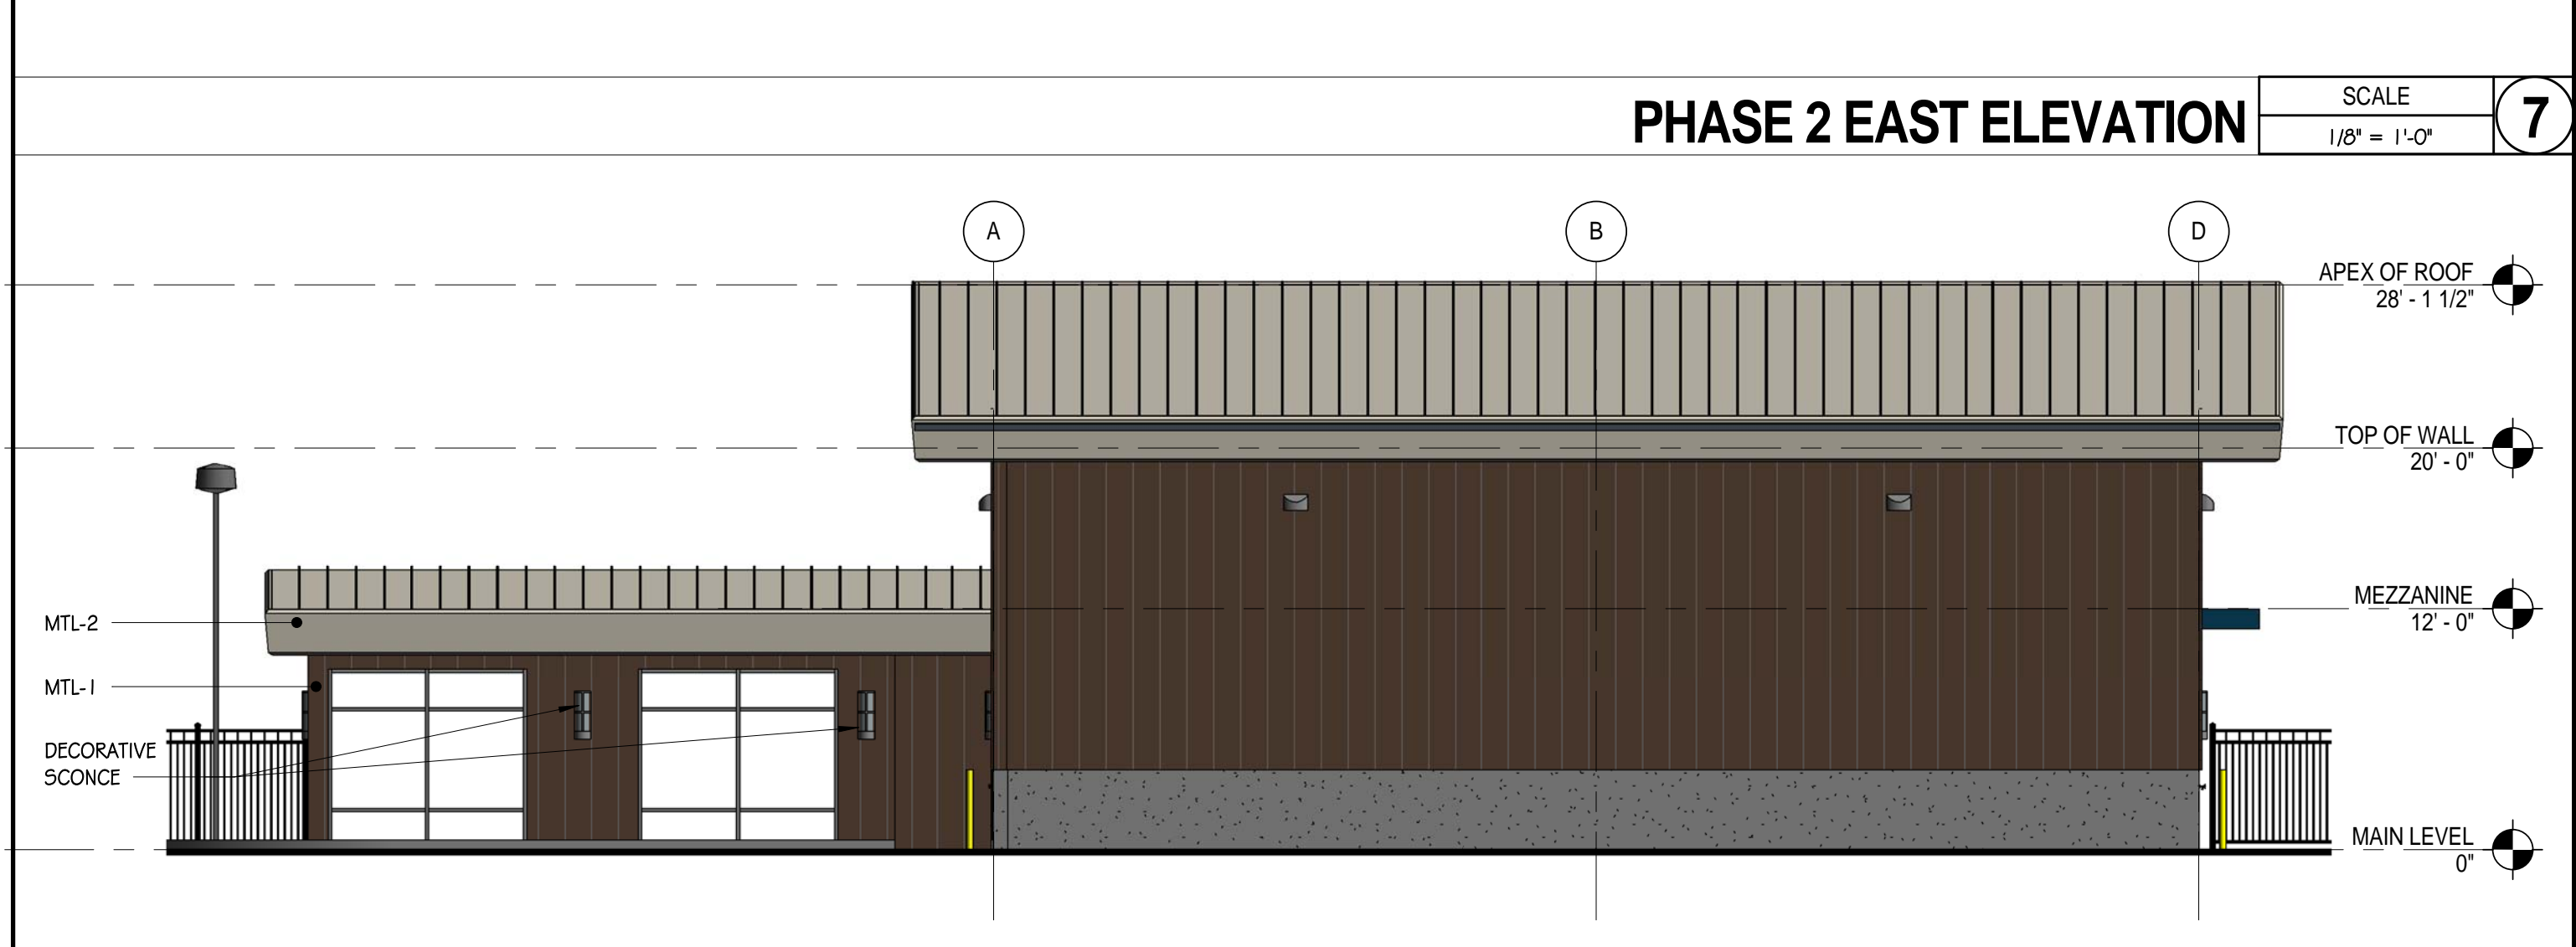 PHASE 2 EAST ELEVATION
SCALE
1/8" = 1'-0"
7
A
B
D
APEX OF ROOF
28' - 1 1/2"
TOP OF WALL
20' - 0"
MEZZANINE
12' - 0"
MAIN LEVEL
0"
MTL-2
MTL-1
DECORATIVE
SCONCE